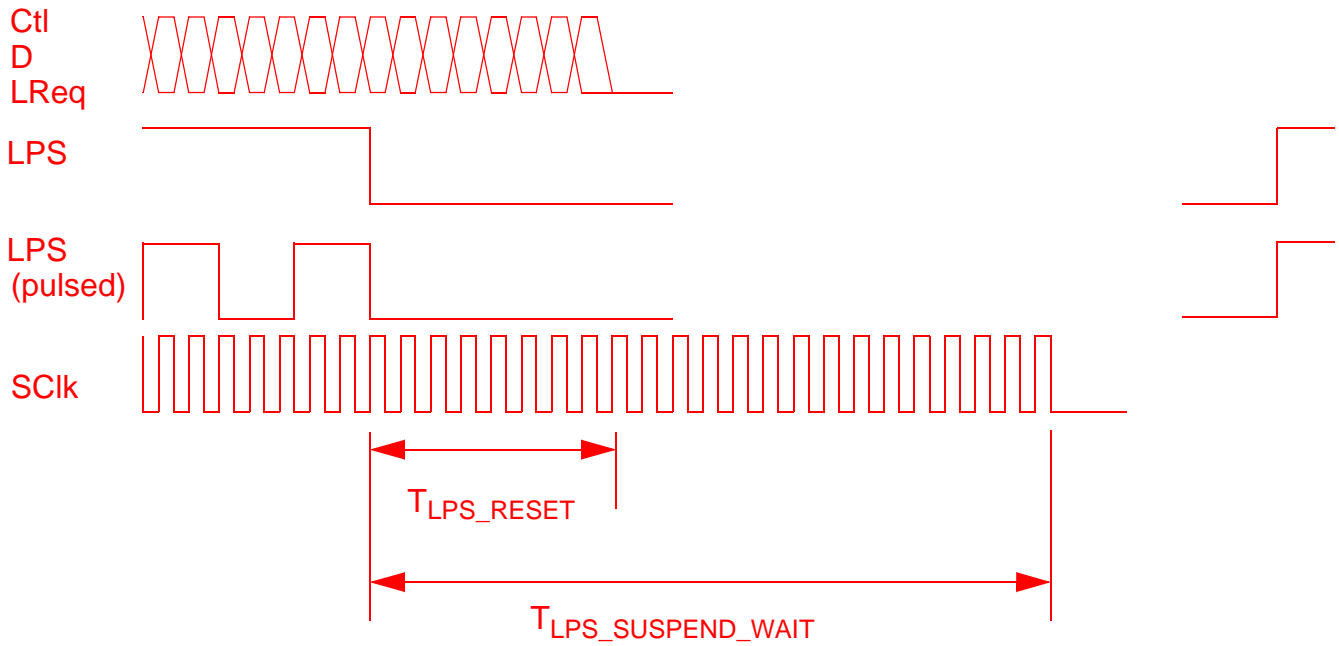 Ctl
D
LReq
LPS
LPS
(pulsed)
SClk
TLPS_RESET
TLPS_SUSPEND_WAIT